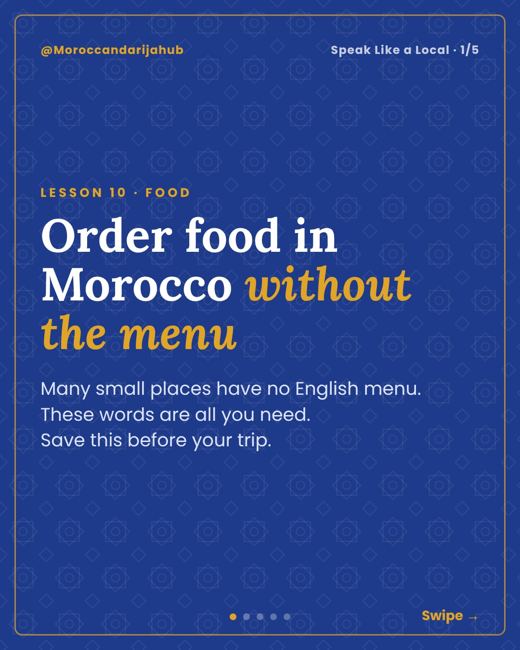 @Moroccandarijahub
Speak Like a Local · 1/5
LESSON 10 · FOOD
Order food in
Morocco without
the menu
Many small places have no English menu.
These words are all you need.
Save this before your trip.
Swipe →